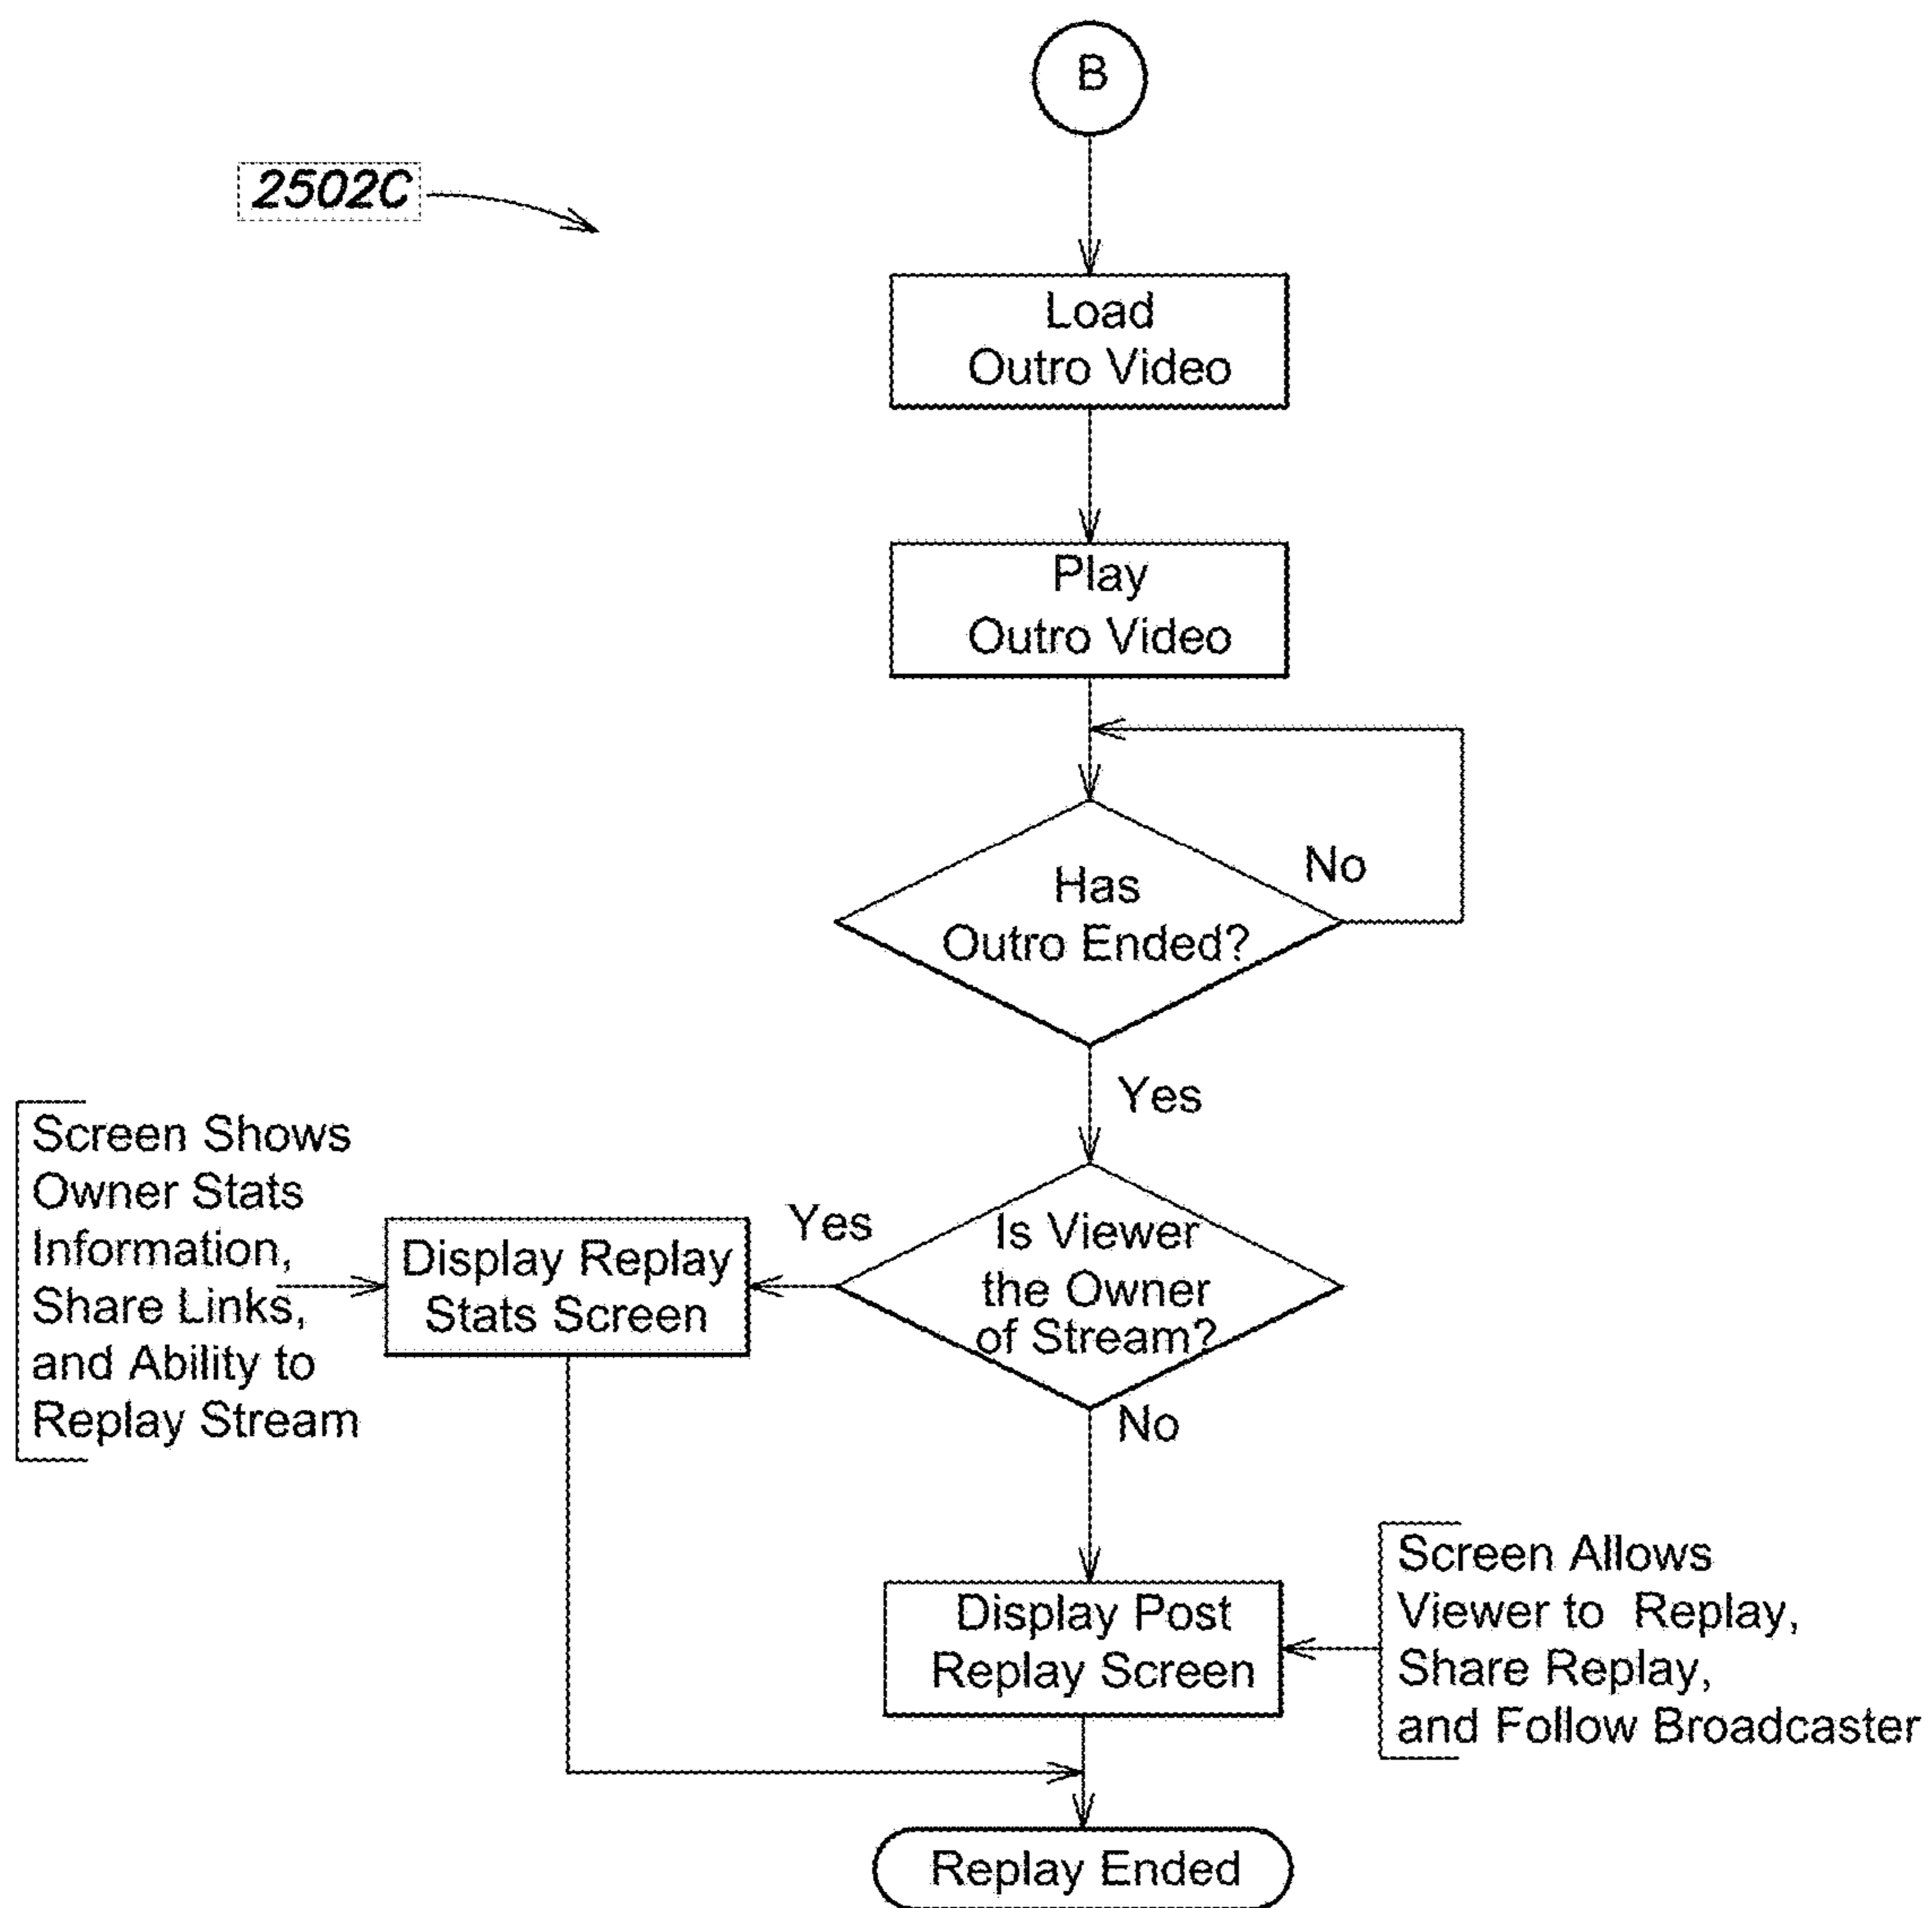 B
2502C
Load
Outro Video
Play
Outro Video
Has
Outro Ended?
No
Yes
Is Viewer
the Owner
of Stream?
Yes
No
Display Replay
Stats Screen
Screen Shows
Owner Stats
Information,
Share Links,
and Ability to
Replay Stream
Display Post
Replay Screen
Screen Allows
Viewer to Replay,
Share Replay,
and Follow Broadcaster
Replay Ended